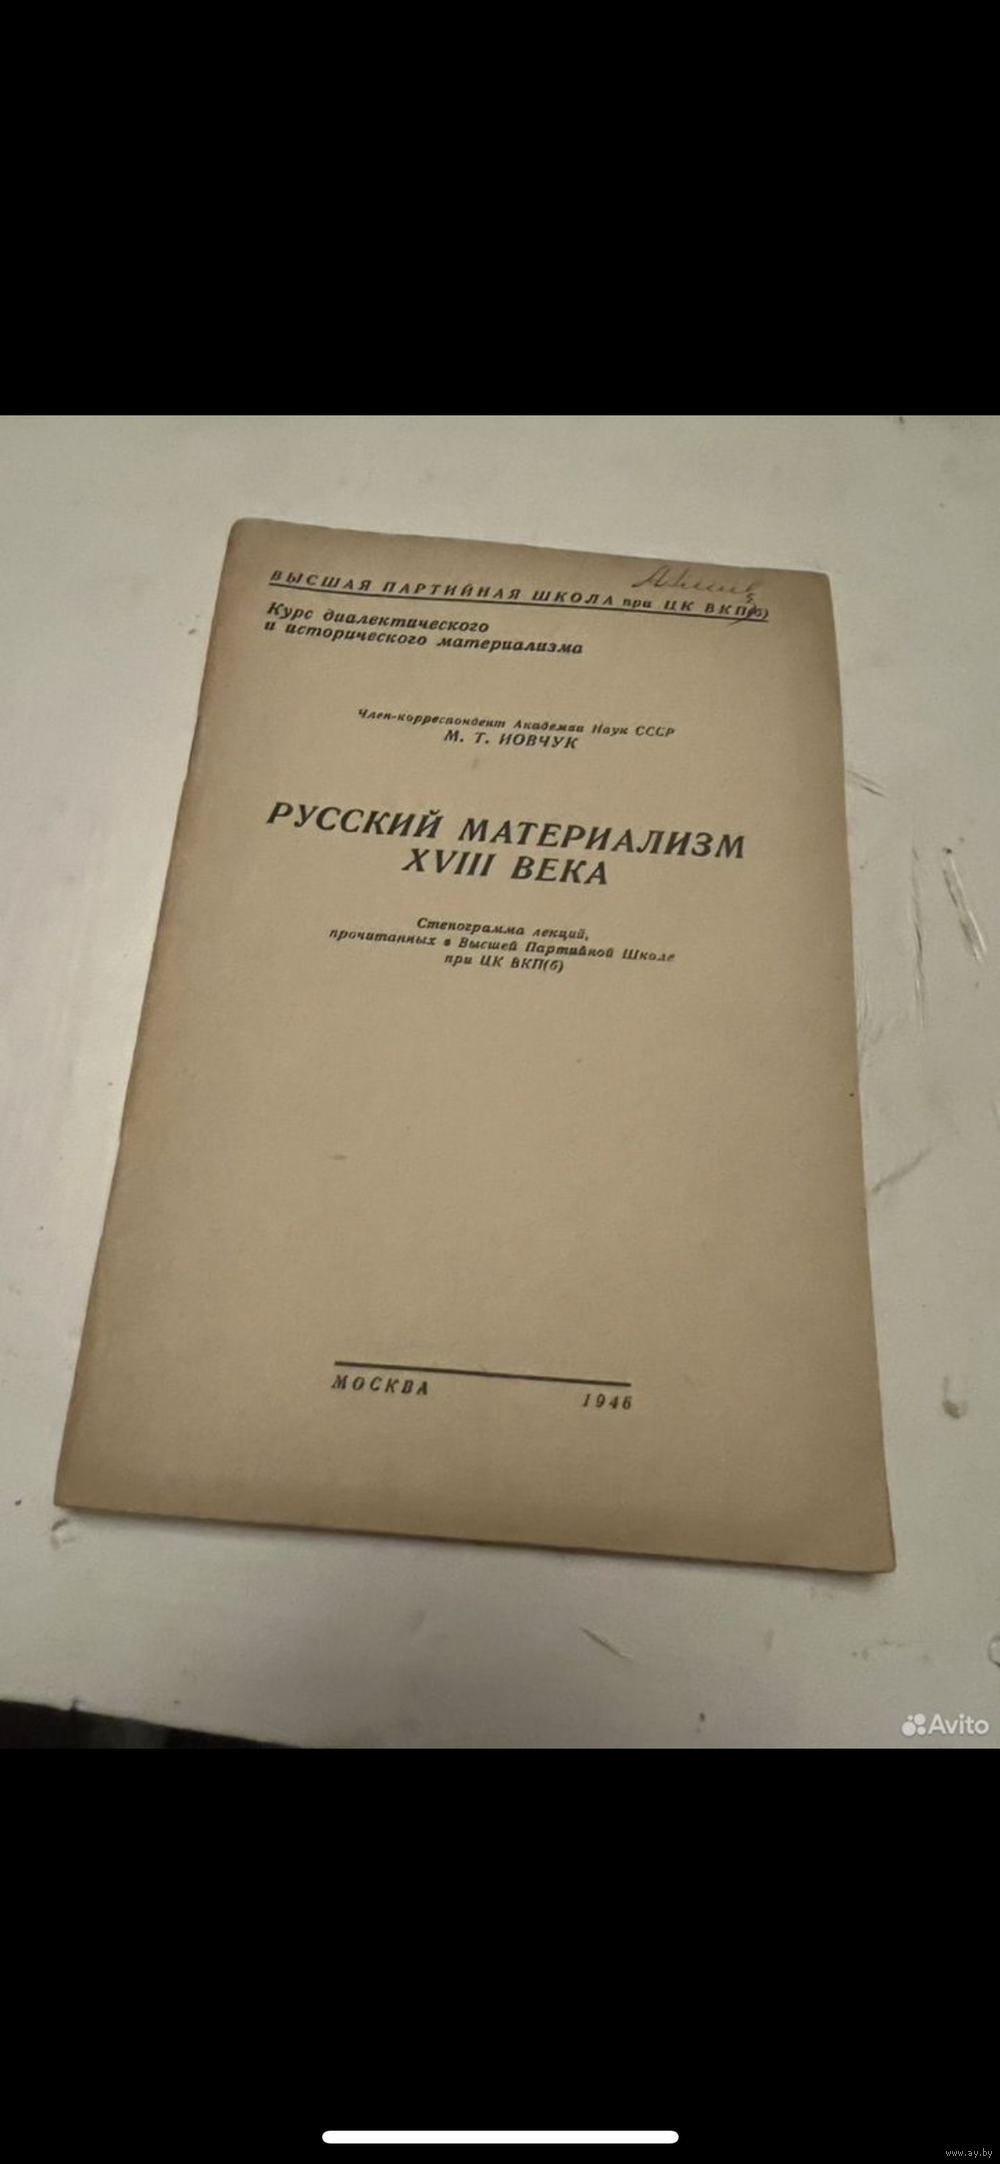 ВЫСШАЯ ПАРТИЙНАЯ ШКОЛА при ЦК ВКП(б)
Курс диалектического
и исторического материализма
Член-корреспондент Академии Наук СССР
М. Т. ИОВЧУК
РУССКИЙ МАТЕРИАЛИЗМ
XVIII ВЕКА
Стенограмма лекций,
прочитанных в Высшей Партийной Школе
при ЦК ВКП(б)
МОСКВА 1946
Avito
www.ay.by